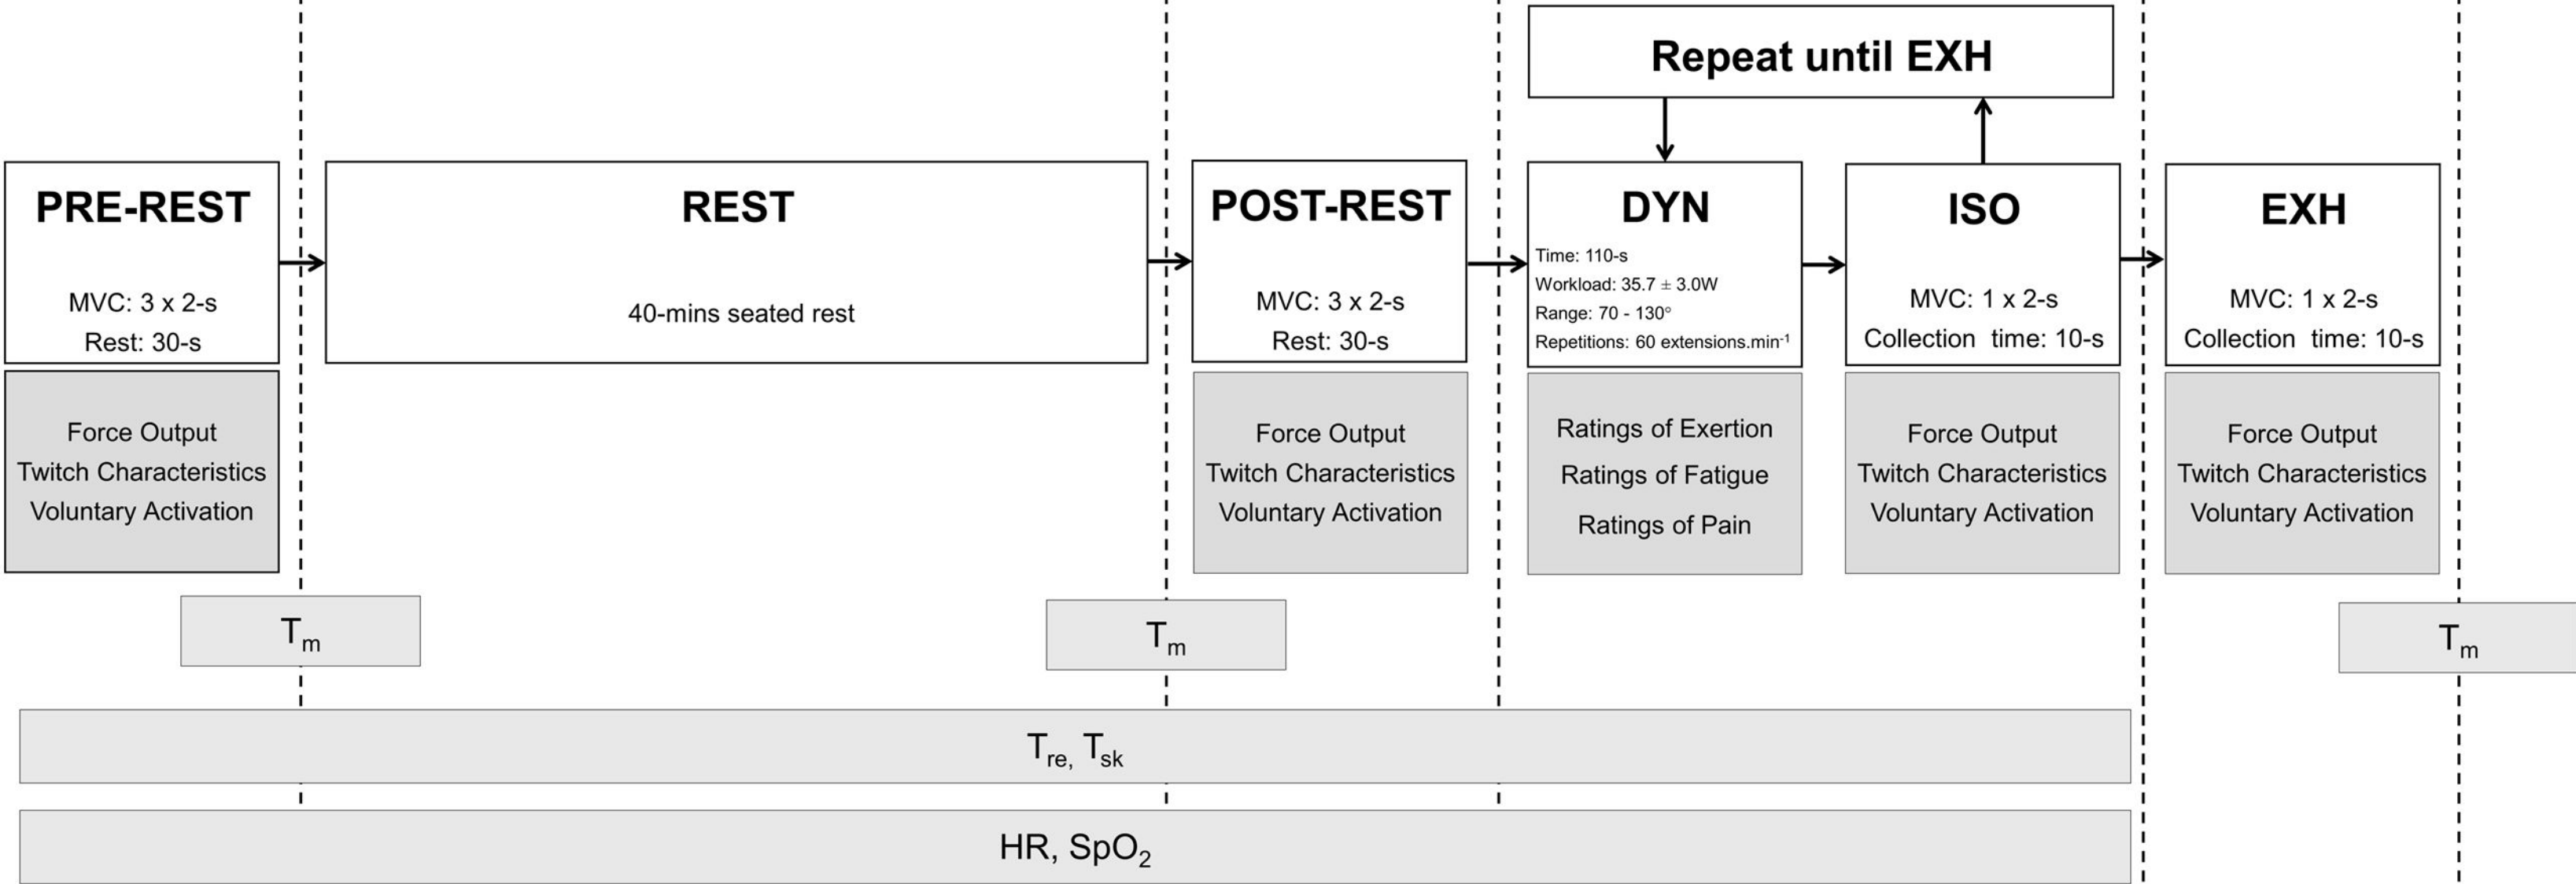 Repeat until EXH
PRE-REST
MVC: 3 x 2-s
Rest: 30-s
REST
40-mins seated rest
POST-REST
MVC: 3 x 2-s
Rest: 30-s
DYN
Time: 110-s
Workload: 35.7 ± 3.0W
Range: 70 - 130°
Repetitions: 60 extensions.min⁻¹
ISO
MVC: 1 x 2-s
Collection time: 10-s
EXH
MVC: 1 x 2-s
Collection time: 10-s
Force Output
Twitch Characteristics
Voluntary Activation
Force Output
Twitch Characteristics
Voluntary Activation
Ratings of Exertion
Ratings of Fatigue
Ratings of Pain
Force Output
Twitch Characteristics
Voluntary Activation
Force Output
Twitch Characteristics
Voluntary Activation
Tm
Tm
Tm
Tre, Tsk
HR, SpO₂